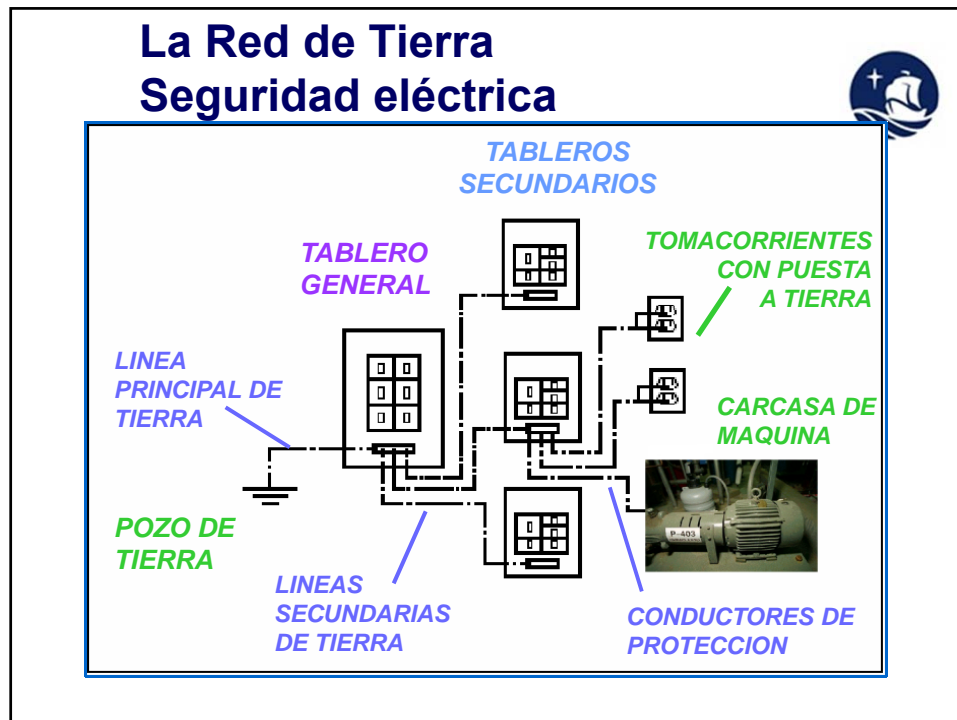 La Red de Tierra
Seguridad eléctrica
TABLEROS
SECUNDARIOS
TABLERO
GENERAL
TOMACORRIENTES
CON PUESTA
A TIERRA
LINEA
PRINCIPAL DE
TIERRA
CARCASA DE
MAQUINA
P-403
POZO DE
TIERRA
LINEAS
SECUNDARIAS
DE TIERRA
CONDUCTORES DE
PROTECCION